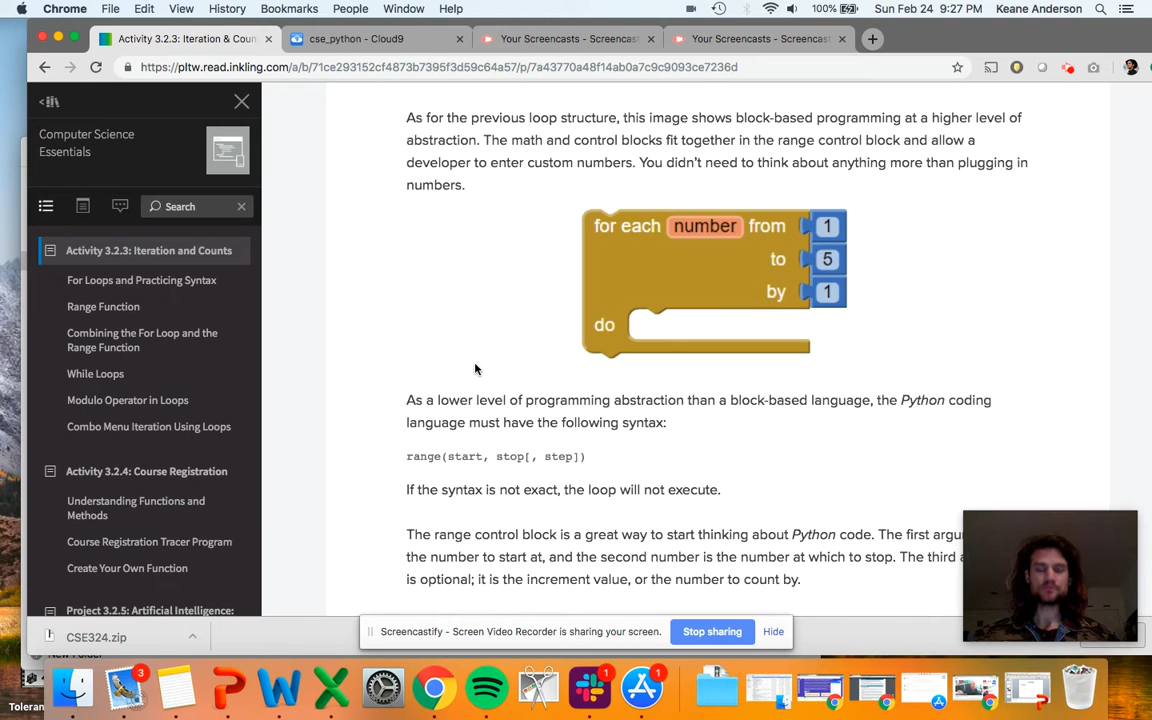 Chrome File Edit View History Bookmarks People Window Help 100% Sun Feb 24 9:27 PM Keane Anderson
Activity 3.2.3: Iteration & Coun
cse_python - Cloud9
Your Screencasts - Screencast
Your Screencasts - Screencast
https://pltw.read.inkling.com/a/b/71ce293152cf4873b7395f3d59c64a57/p/7a43770a48f14ab0a7c9c9093ce7236d
Computer Science
Essentials
Search
Activity 3.2.3: Iteration and Counts
For Loops and Practicing Syntax
Range Function
Combining the For Loop and the
Range Function
While Loops
Modulo Operator in Loops
Combo Menu Iteration Using Loops
Activity 3.2.4: Course Registration
Understanding Functions and
Methods
Course Registration Tracer Program
Create Your Own Function
Project 3.2.5: Artificial Intelligence:
As for the previous loop structure, this image shows block-based programming at a higher level of
abstraction. The math and control blocks fit together in the range control block and allow a
developer to enter custom numbers. You didn't need to think about anything more than plugging in
numbers.
for each number from 1
to 5
by 1
do
As a lower level of programming abstraction than a block-based language, the Python coding
language must have the following syntax:
range(start, stop[, step])
If the syntax is not exact, the loop will not execute.
The range control block is a great way to start thinking about Python code. The first argu
the number to start at, and the second number is the number at which to stop. The third a
is optional; it is the increment value, or the number to count by.
CSE324.zip
Screencastify - Screen Video Recorder is sharing your screen.
Stop sharing
Hide
New Folder
Toleran
3
1
1